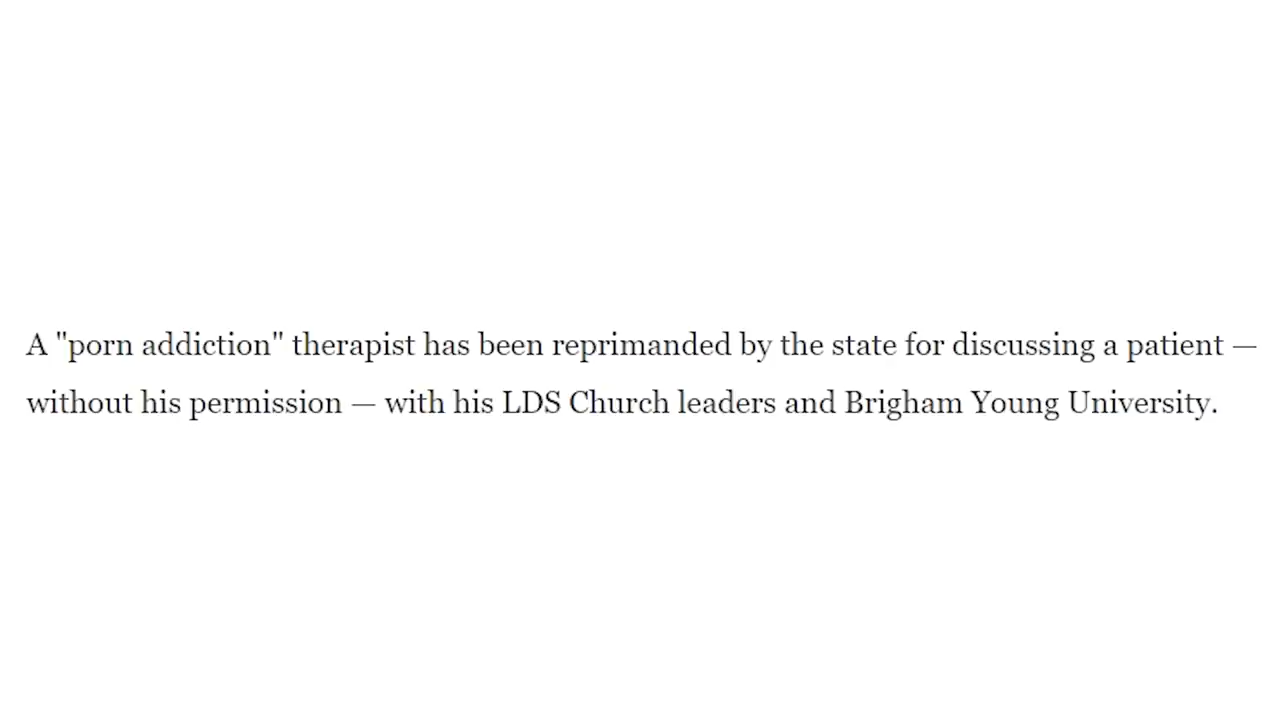 A "porn addiction" therapist has been reprimanded by the state for discussing a patient —
without his permission — with his LDS Church leaders and Brigham Young University.